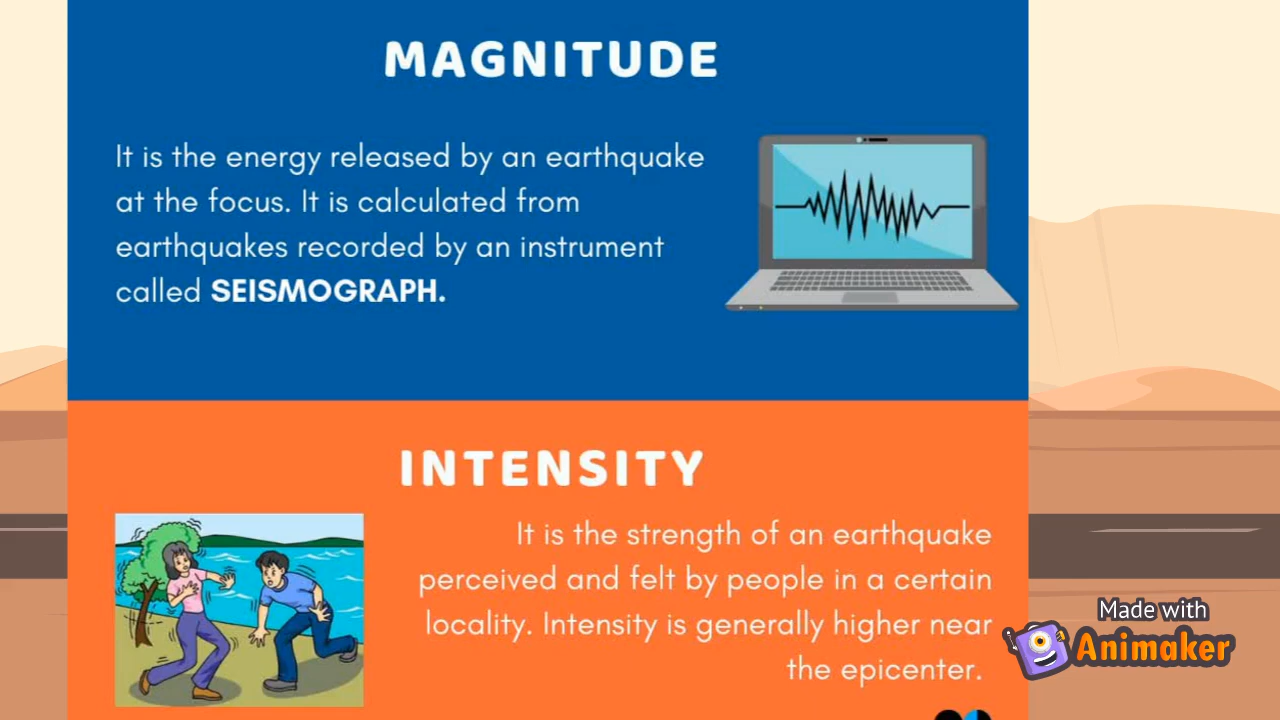 MAGNITUDE
It is the energy released by an earthquake
at the focus. It is calculated from
earthquakes recorded by an instrument
called SEISMOGRAPH.
INTENSITY
It is the strength of an earthquake
perceived and felt by people in a certain
locality. Intensity is generally higher near
the epicenter.
Made with
Animaker